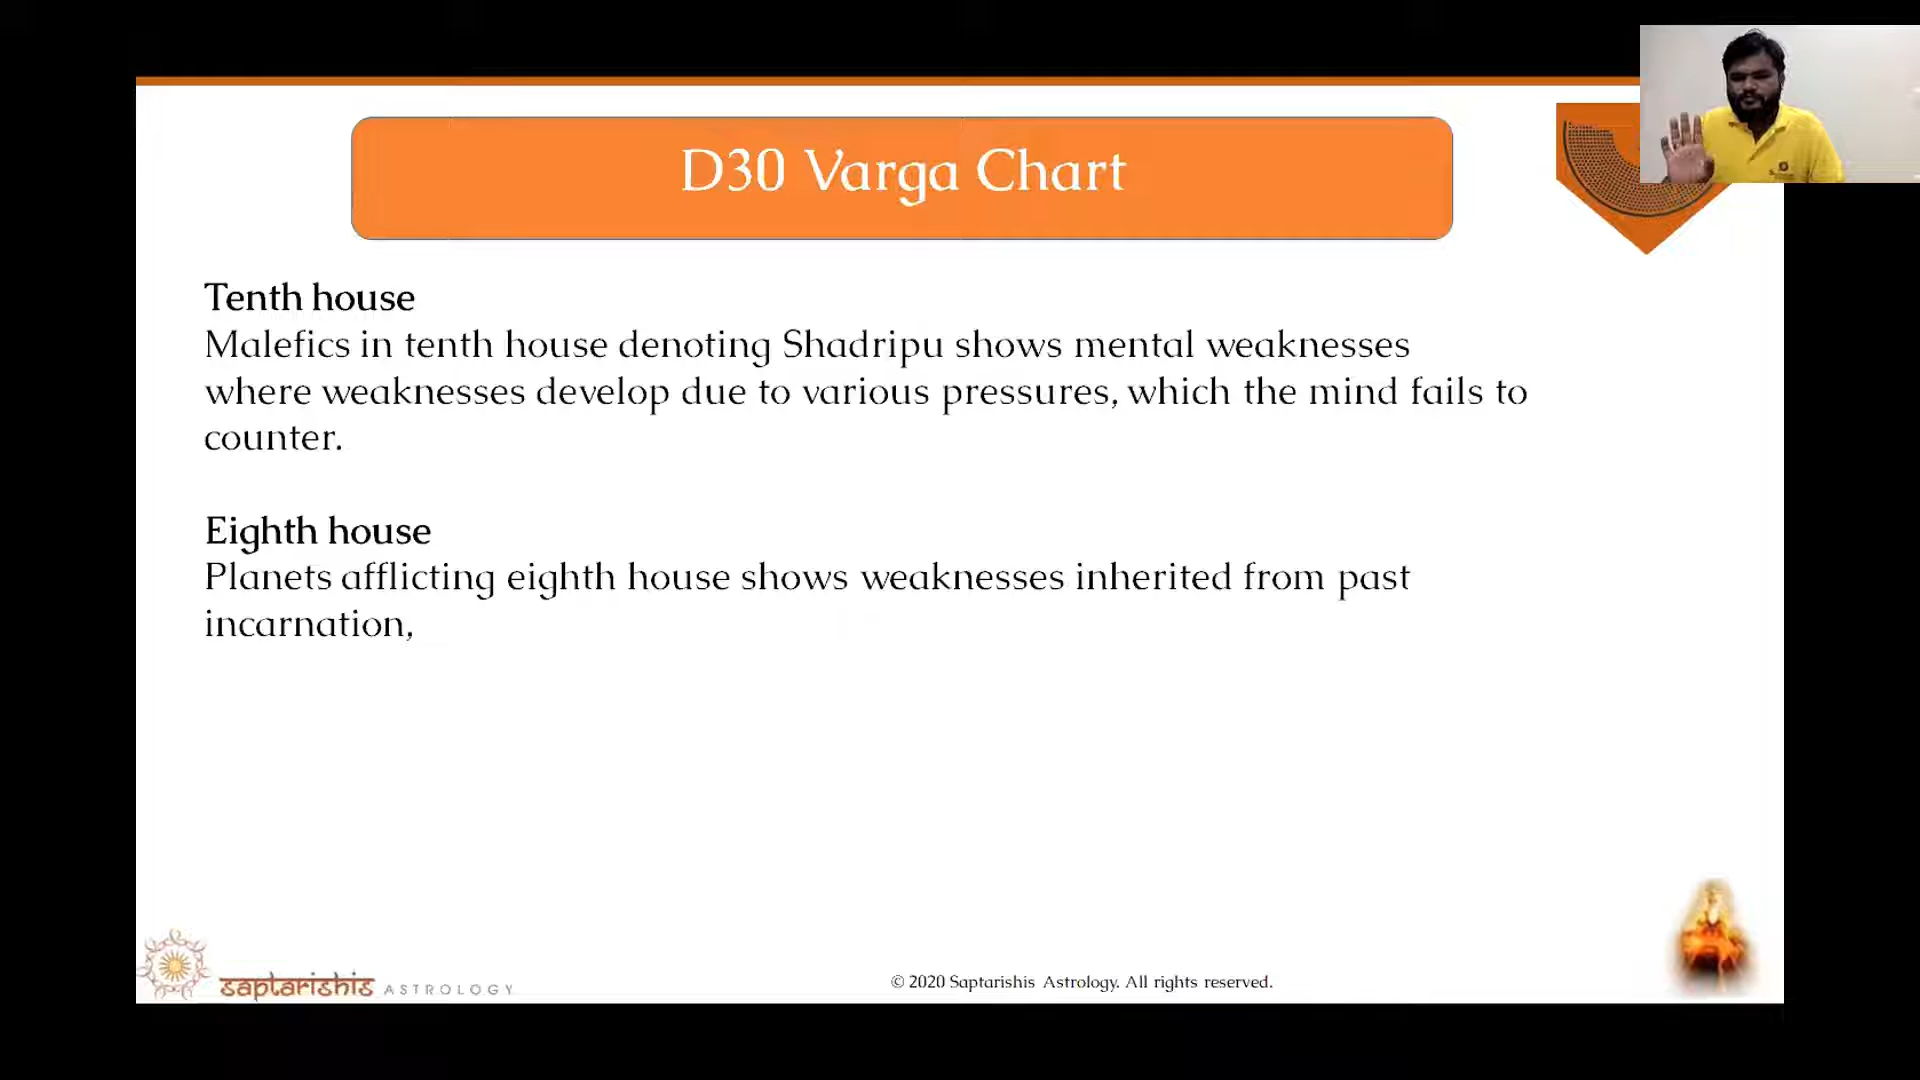 D30 Varga Chart
Tenth house
Malefics in tenth house denoting Shadripu shows mental weaknesses
where weaknesses develop due to various pressures, which the mind fails to
counter.
Eighth house
Planets afflicting eighth house shows weaknesses inherited from past
incarnation,
saptarishis ASTROLOGY
© 2020 Saptarishis Astrology. All rights reserved.